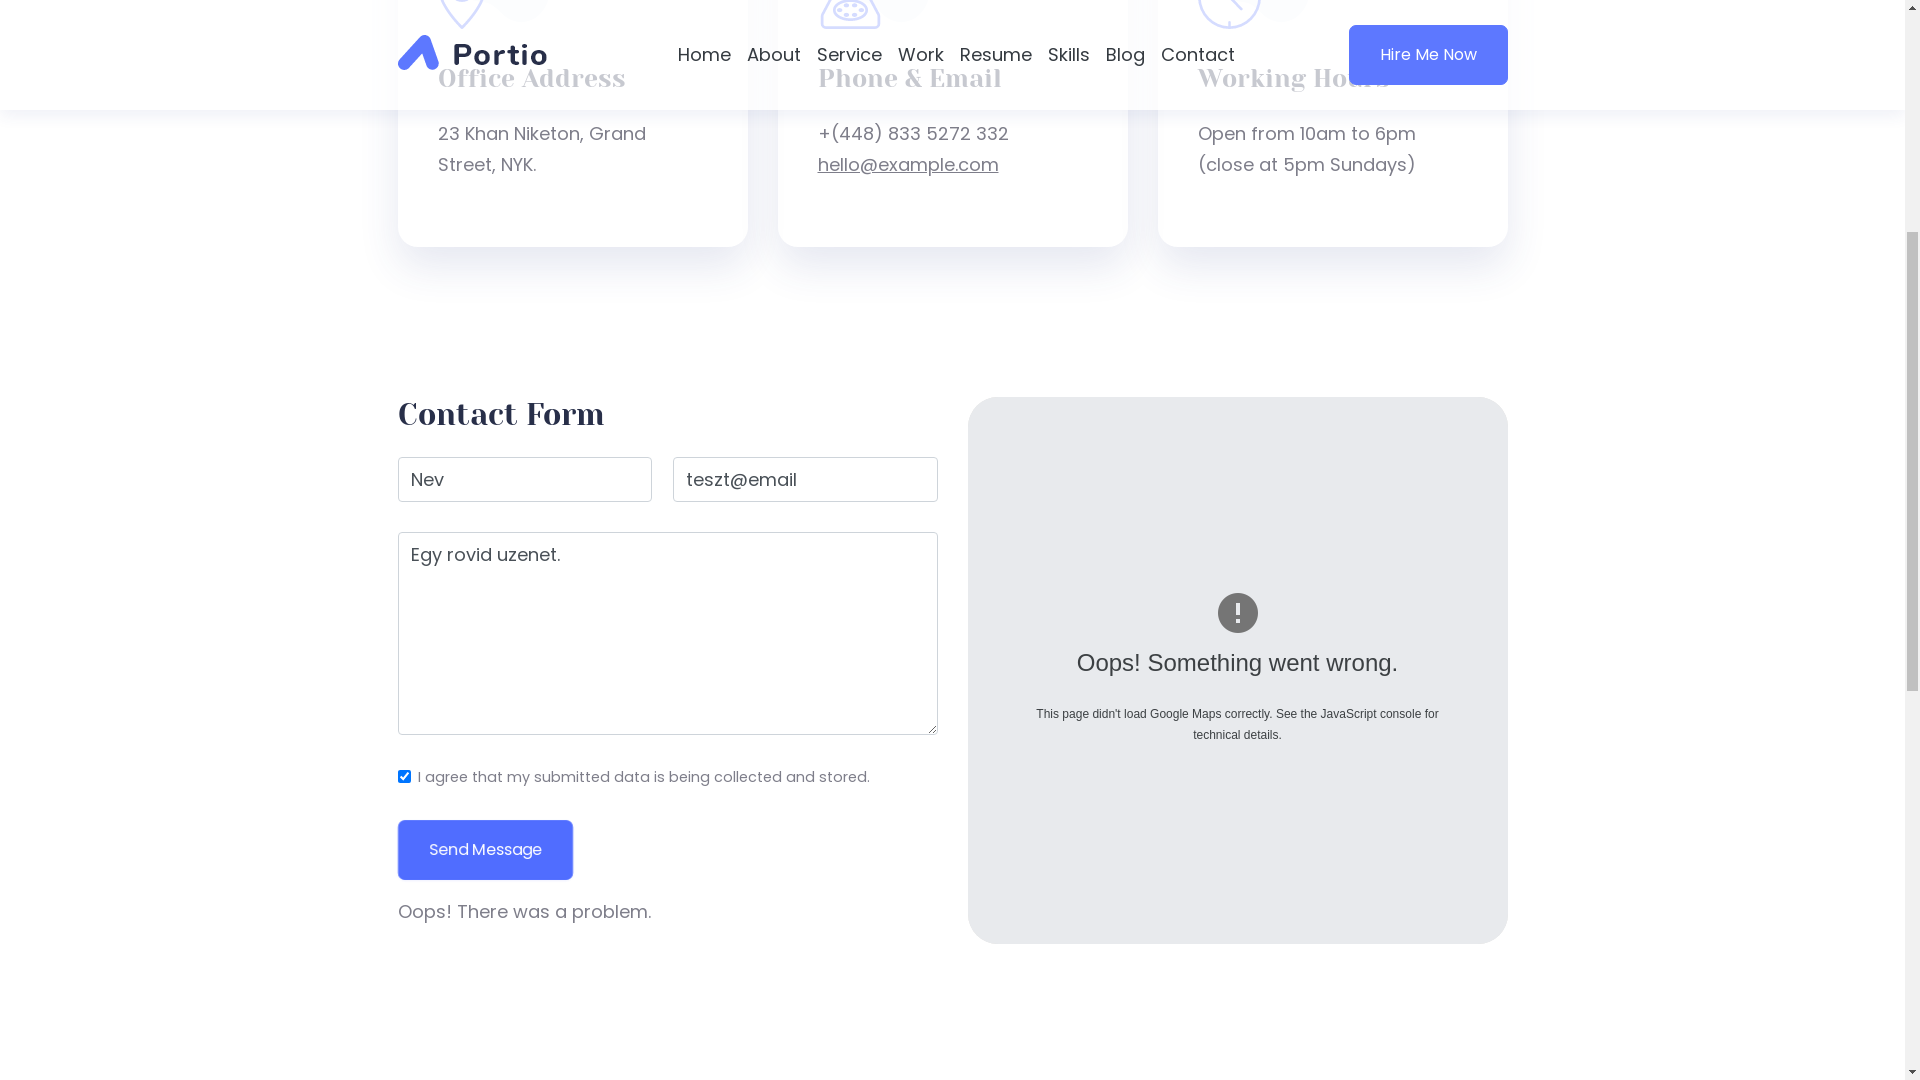 Portio
Home About Service Work Resume Skills Blog Contact
Hire Me Now
Office Address
23 Khan Niketon, Grand
Street, NYK.
Phone & Email
+(448) 833 5272 332
hello@example.com
Working Hours
Open from 10am to 6pm
(close at 5pm Sundays)
Contact Form
Nev
teszt@email
Egy rovid uzenet.
I agree that my submitted data is being collected and stored.
Send Message
Oops! There was a problem.
Oops! Something went wrong.
This page didn't load Google Maps correctly. See the JavaScript console for
technical details.